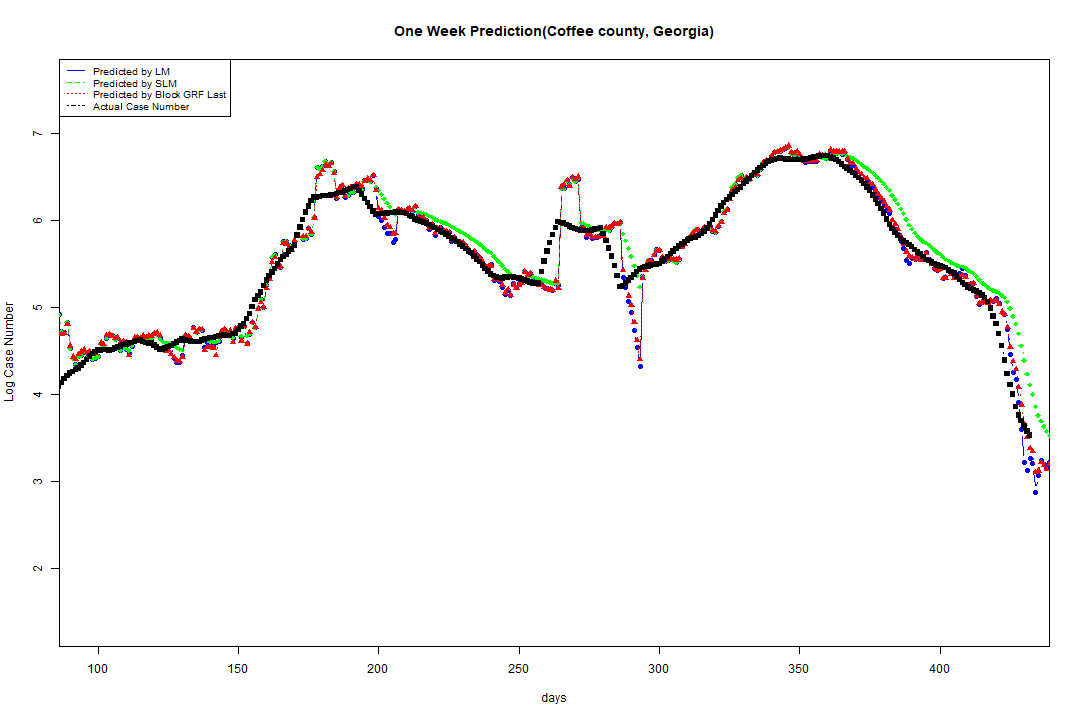 One Week Prediction(Coffee county, Georgia)
Predicted by LM
Predicted by SLM
Predicted by Block GRF Last
Actual Case Number
7
6
5
4
3
2
Log Case Number
100 150 200 250 300 350 400
days